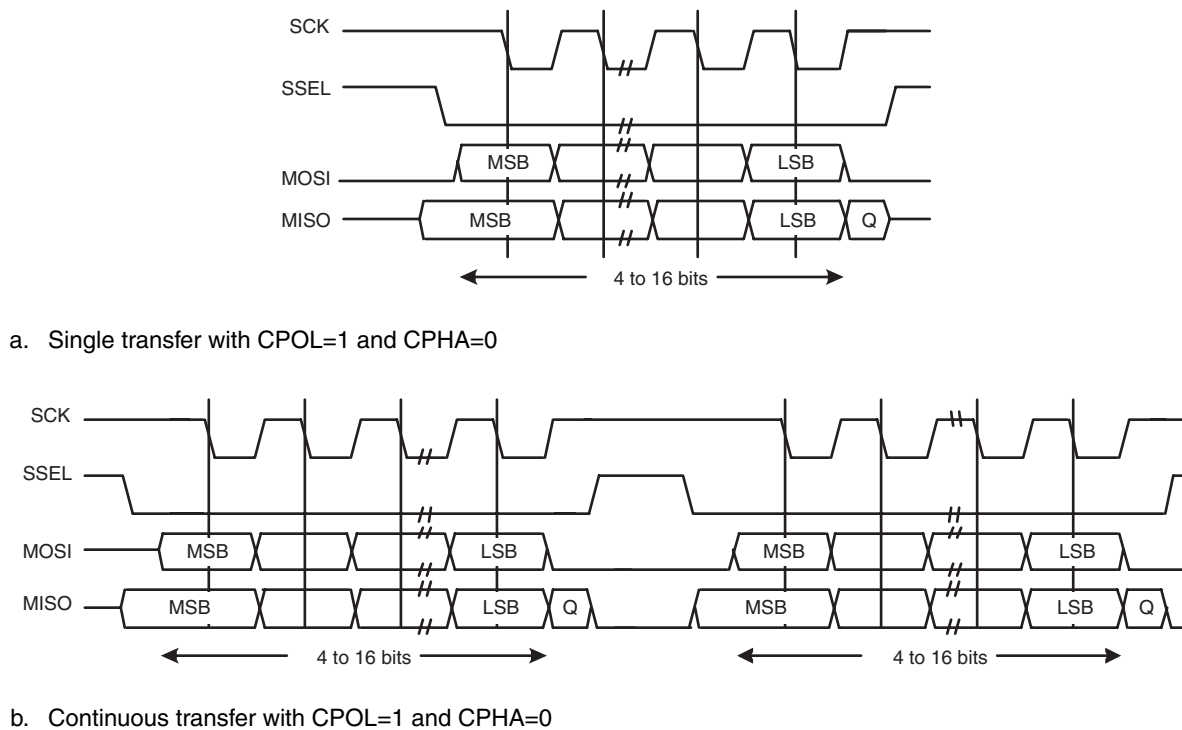 SCK
SSEL
MOSI
MSB
LSB
MISO
MSB
LSB
Q
4 to 16 bits
a. Single transfer with CPOL=1 and CPHA=0
SCK
SSEL
MOSI
MSB
LSB
MSB
LSB
MISO
MSB
LSB
Q
MSB
LSB
Q
4 to 16 bits
4 to 16 bits
b. Continuous transfer with CPOL=1 and CPHA=0